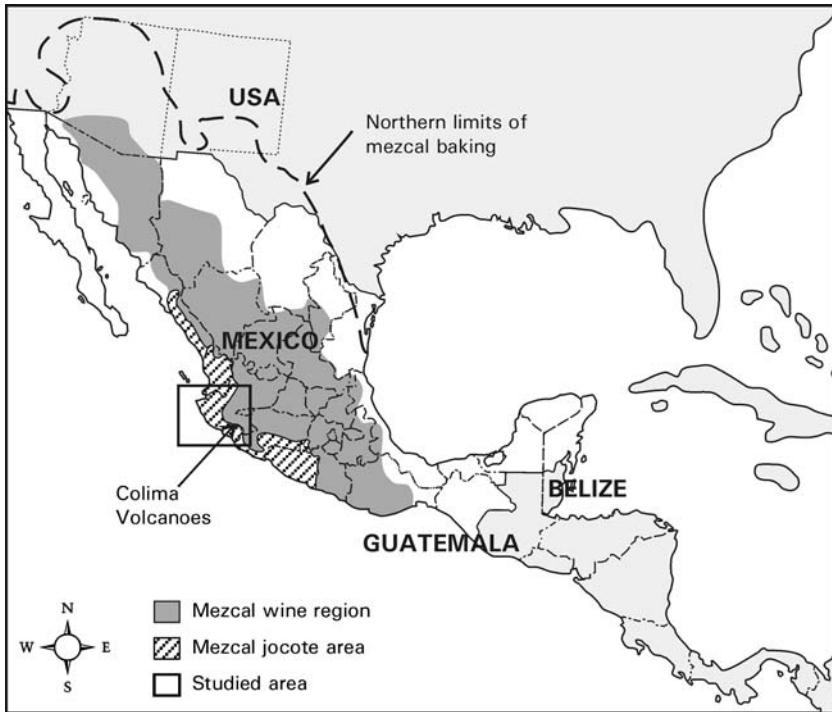 USA
Northern limits of
mezcal baking
MEXICO
Colima
Volcanoes
BELIZE
GUATEMALA
N
W E
S
Mezcal wine region
Mezcal jocote area
Studied area